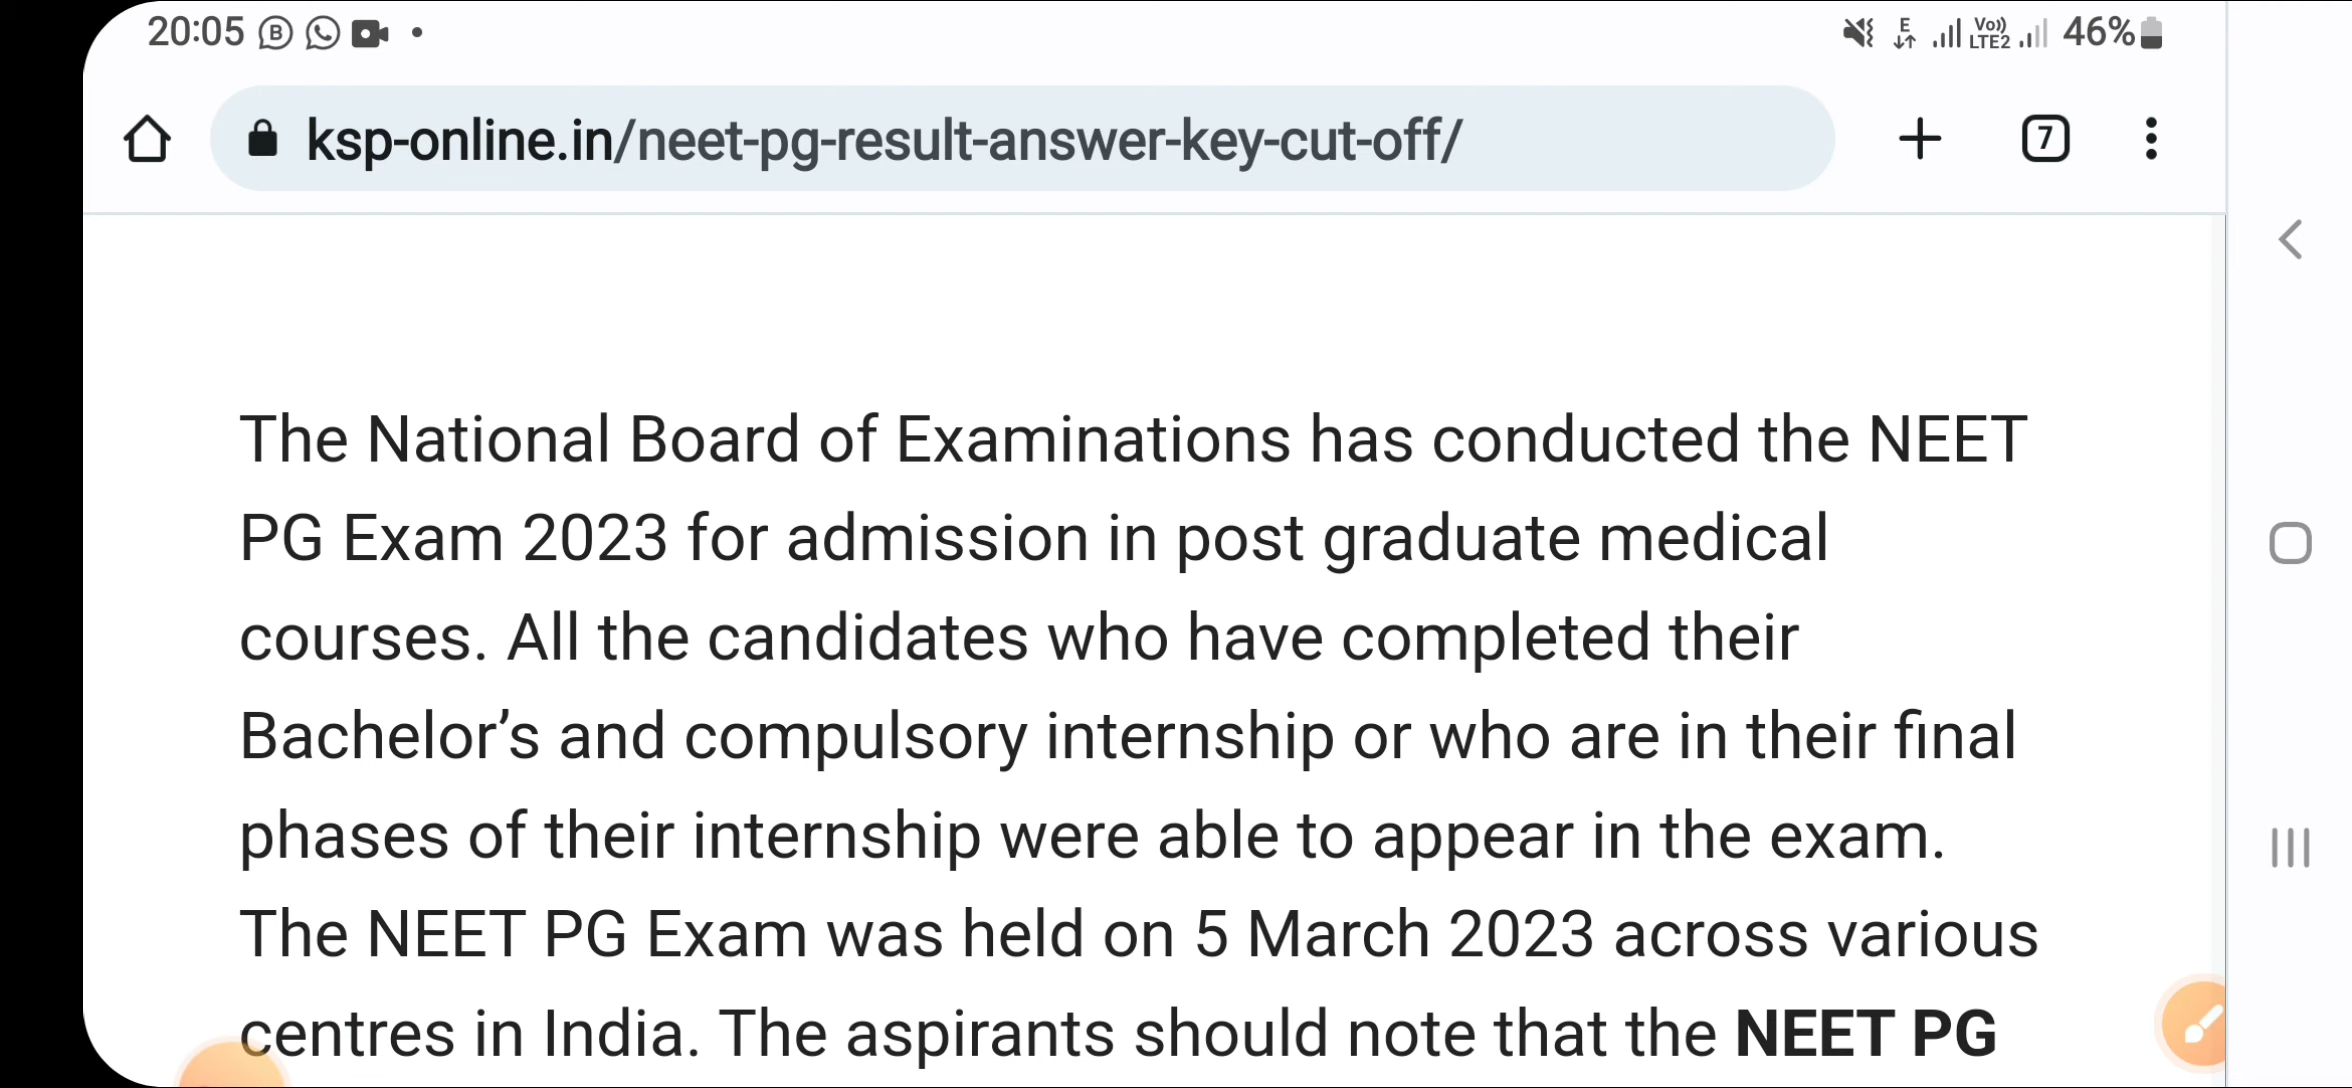 20:05
E Vo)) LTE2 46%
ksp-online.in/neet-pg-result-answer-key-cut-off/
7
The National Board of Examinations has conducted the NEET
PG Exam 2023 for admission in post graduate medical
courses. All the candidates who have completed their
Bachelor’s and compulsory internship or who are in their final
phases of their internship were able to appear in the exam.
The NEET PG Exam was held on 5 March 2023 across various
centres in India. The aspirants should note that the NEET PG